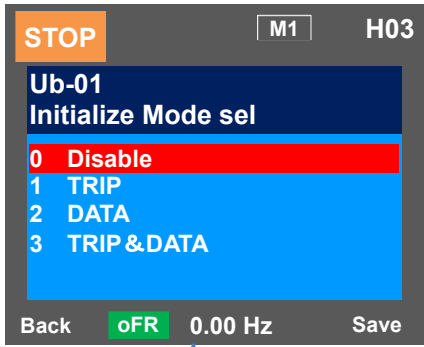 STOP M1 H03
Ub-01
Initialize Mode sel
0 Disable
1 TRIP
2 DATA
3 TRIP&DATA
Back oFR 0.00 Hz Save